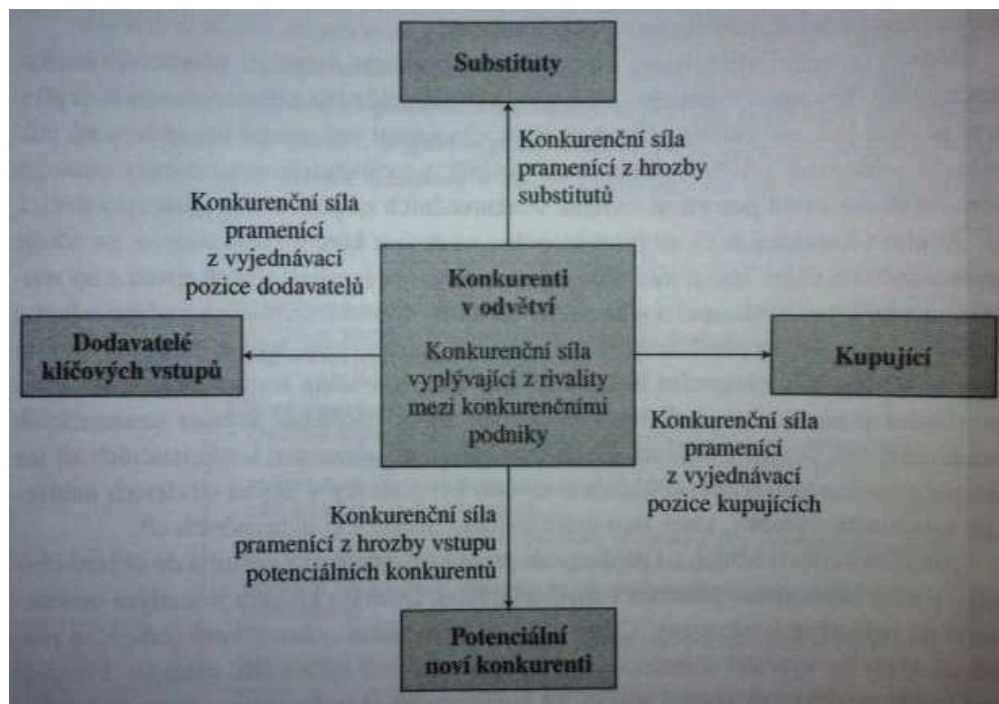 Substituty
Konkurenční síla
pramenící z hrozby
substitutů
Konkurenční síla
pramenící
z vyjednávací
pozice dodavatelů
Konkurenti
v odvětví
Konkurenční síla
vyplývající z rivality
mezi konkurenčními
podniky
Dodavatelé
klíčových vstupů
Kupující
Konkurenční síla
pramenící
z vyjednávací
pozice kupujících
Konkurenční síla
pramenící z hrozby vstupu
potenciálních konkurentů
Potenciální
noví konkurenti